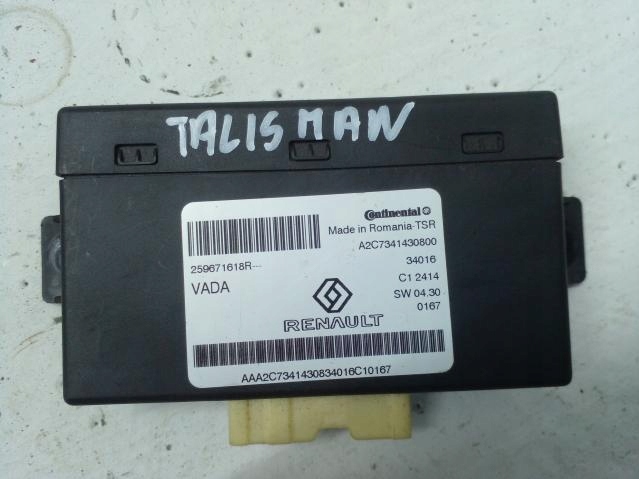 TALISMAN
Continental
Made in Romania-TSR
259671618R---
A2C7341430800
VADA
34016
C1 2414
SW 04.30
0167
RENAULT
AAA2C7341430834016C10167